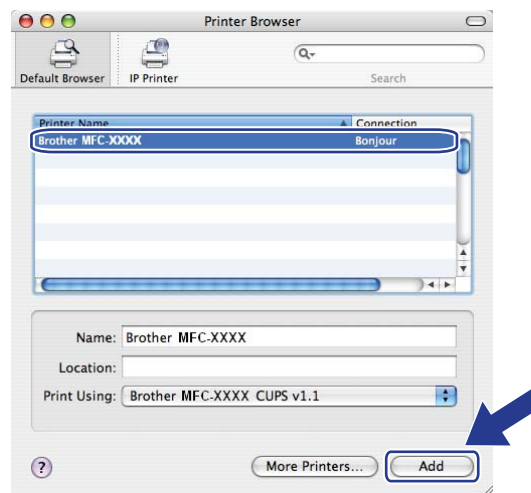 Printer Browser
Default Browser
IP Printer
Search
Printer Name Connection
Brother MFC-XXXX Bonjour
Name: Brother MFC-XXXX
Location:
Print Using: Brother MFC-XXXX CUPS v1.1
? More Printers... Add